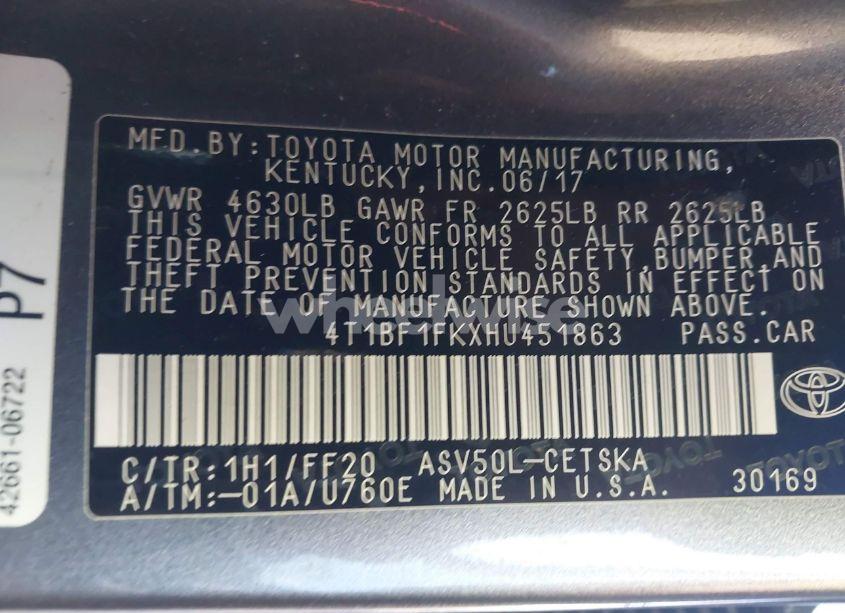 MFD.BY:TOYOTA MOTOR MANUFACTURING,
KENTUCKY,INC.06/17
GVWR 4630LB GAWR FR 2625LB RR 2625LB
THIS VEHICLE CONFORMS TO ALL APPLICABLE
FEDERAL MOTOR VEHICLE SAFETY,BUMPER,AND
THEFT PREVENTION STANDARDS IN EFFECT ON
THE DATE OF MANUFACTURE SHOWN ABOVE.
4T1BF1FKXHU451863 PASS.CAR
C/TR:1H1/FF20 ASV50L-CETSKA
A/TM:-01A/U760E MADE IN U.S.A. 30169
P7
42661-06722
wheelwise